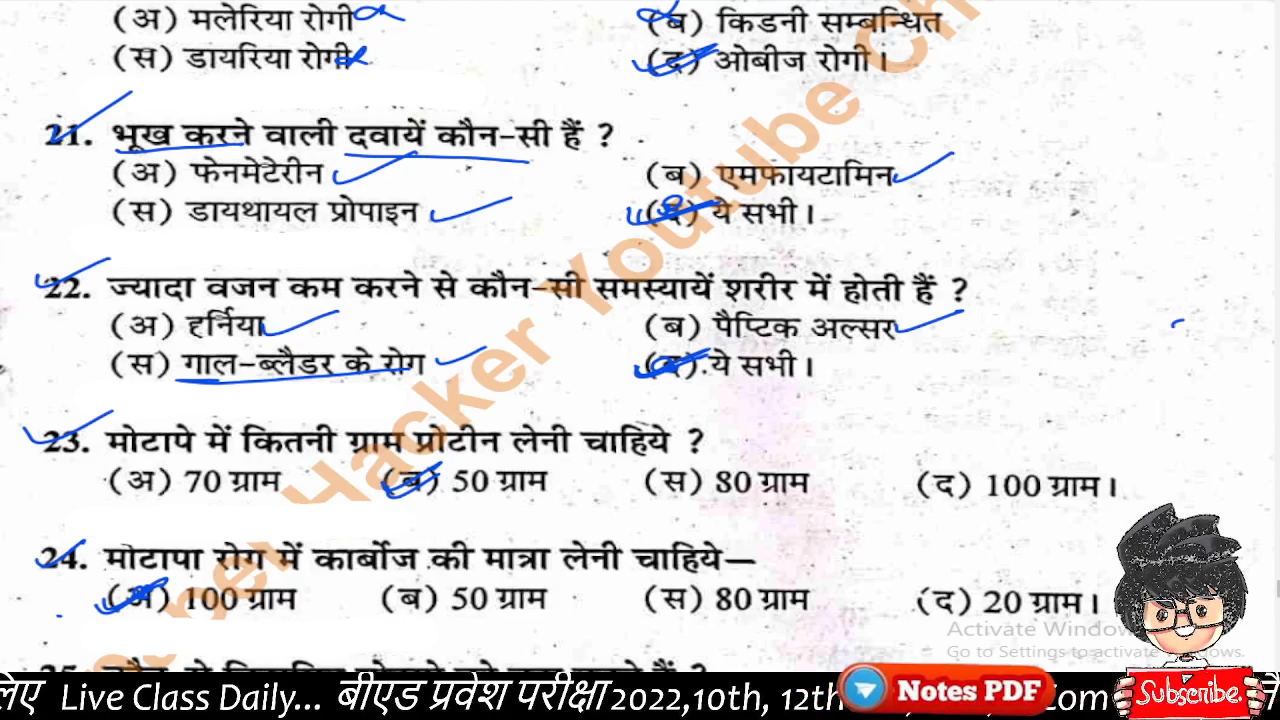 (अ) मलेरिया रोगी (ब) किडनी सम्बन्धित
(स) डायरिया रोगी (द) ओबीज रोगी।
21. भूख करने वाली दवायें कौन-सी हैं ?
(अ) फेनमेटेरीन (ब) एमफायटामिन
(स) डायथायल प्रोपाइन (द) ये सभी।
22. ज्यादा वजन कम करने से कौन-सी समस्यायें शरीर में होती हैं ?
(अ) हर्निया (ब) पैप्टिक अल्सर
(स) गाल-ब्लैडर के रोग (द) ये सभी।
23. मोटापे में कितनी ग्राम प्रोटीन लेनी चाहिये ?
(अ) 70 ग्राम (ब) 50 ग्राम (स) 80 ग्राम (द) 100 ग्राम।
24. मोटापा रोग में कार्बोज की मात्रा लेनी चाहिये—
(अ) 100 ग्राम (ब) 50 ग्राम (स) 80 ग्राम (द) 20 ग्राम।
Hacker Youtube
Activate Window
Go to Settings to activate Windows.
लिए Live Class Daily... बीएड प्रवेश परीक्षा 2022,10th, 12th
Notes PDF
Subscribe.